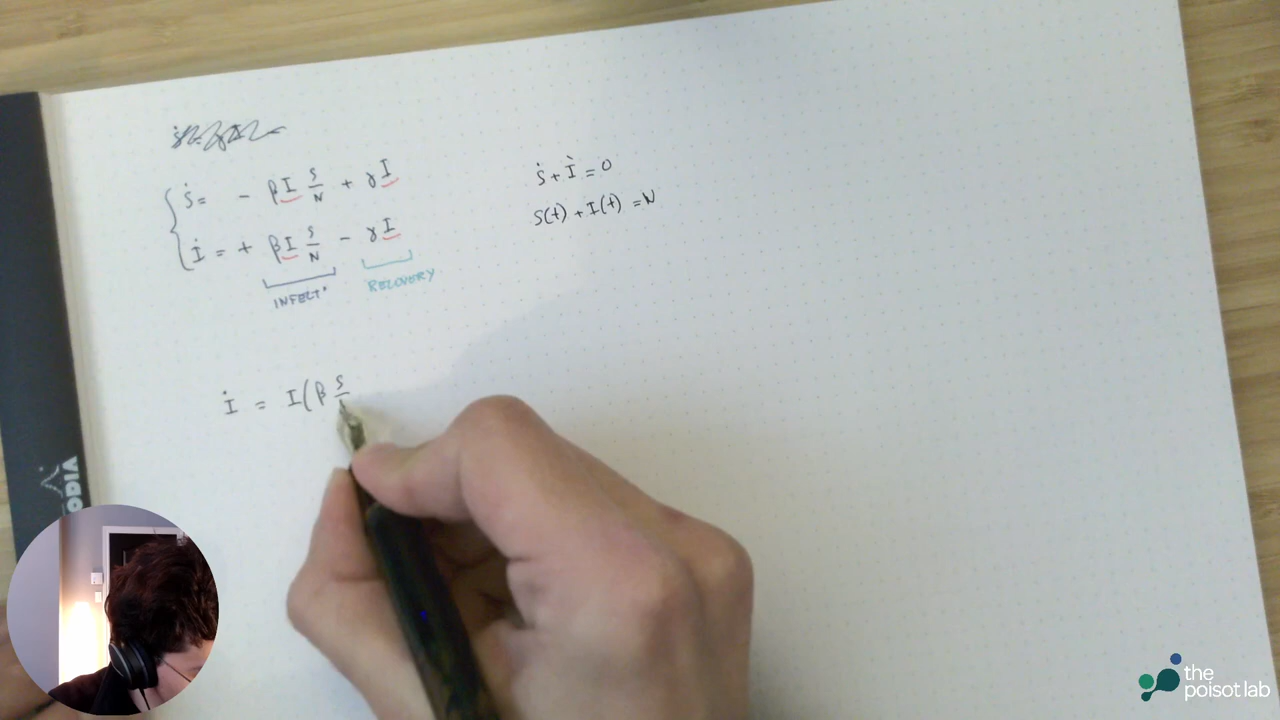 Ṡ = - βI S/N + γI
İ = + βI S/N - γI
INFECT°
RECOVERY
Ṡ + İ = 0
S(t) + I(t) = N
İ = I(β S
the
poisot lab